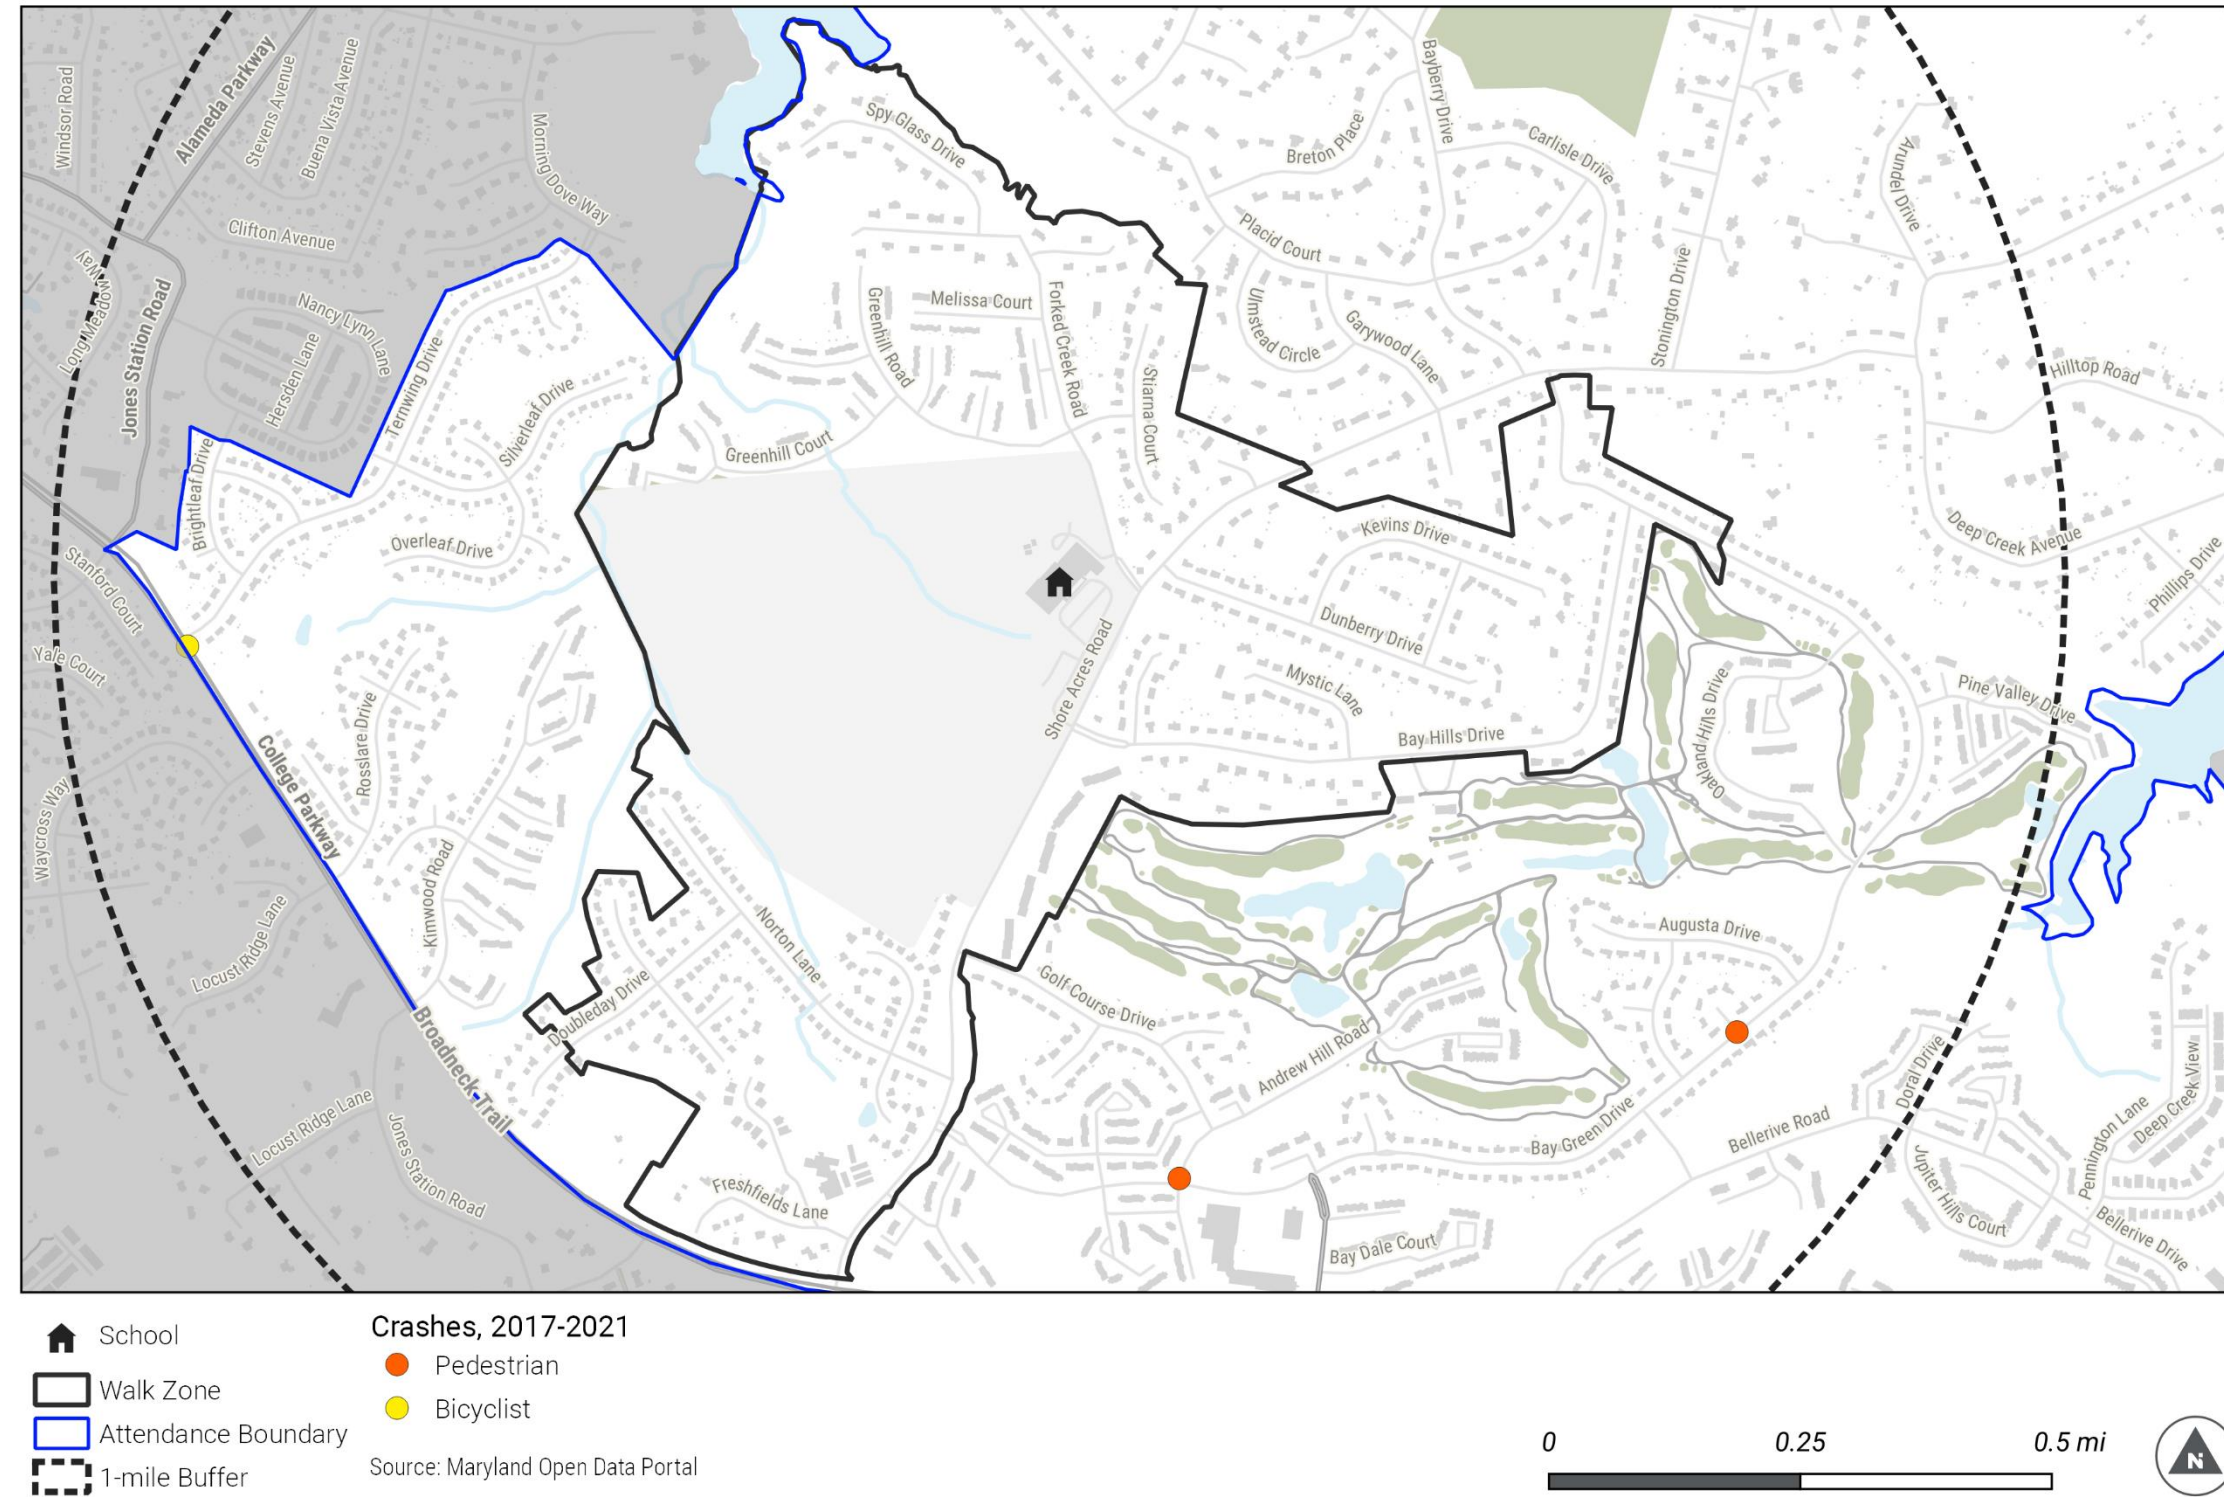 Windsor Road
Alameda Parkway
Stevens Avenue
Buena Vista Avenue
Morning Dove Way
Clifton Avenue
Long Meadow Way
Jones Station Road
Nancy Lynn Lane
Hersden Lane
Ternwing Drive
Silverleaf Drive
Brightleaf Drive
Overleaf Drive
Stanford Court
Yale Court
College Parkway
Rosslare Drive
Waycross Way
Kimwood Road
Locust Ridge Lane
Broadneck Trail
Locust Ridge Lane
Jones Station Road
Spy Glass Drive
Greenhill Road
Melissa Court
Forked Creek Road
Stiarna Court
Greenhill Court
Shore Acres Road
Norton Lane
Doubleday Drive
Freshfields Lane
Bayberry Drive
Breton Place
Carlisle Drive
Arundel Drive
Placid Court
Ulmstead Circle
Garywood Lane
Stonington Drive
Hilltop Road
Kevins Drive
Deep Creek Avenue
Phillips Drive
Dunberry Drive
Mystic Lane
Bay Hills Drive
Oakland Hills Drive
Pine Valley Drive
Augusta Drive
Golf Course Drive
Andrew Hill Road
Bay Green Drive
Bellerive Road
Doral Drive
Deep Creek View
Pennington Lane
Jupiter Hills Court
Bellerive Drive
Bay Dale Court
School
Walk Zone
Attendance Boundary
1-mile Buffer
Crashes, 2017-2021
Pedestrian
Bicyclist
Source: Maryland Open Data Portal
0 0.25 0.5 mi
N